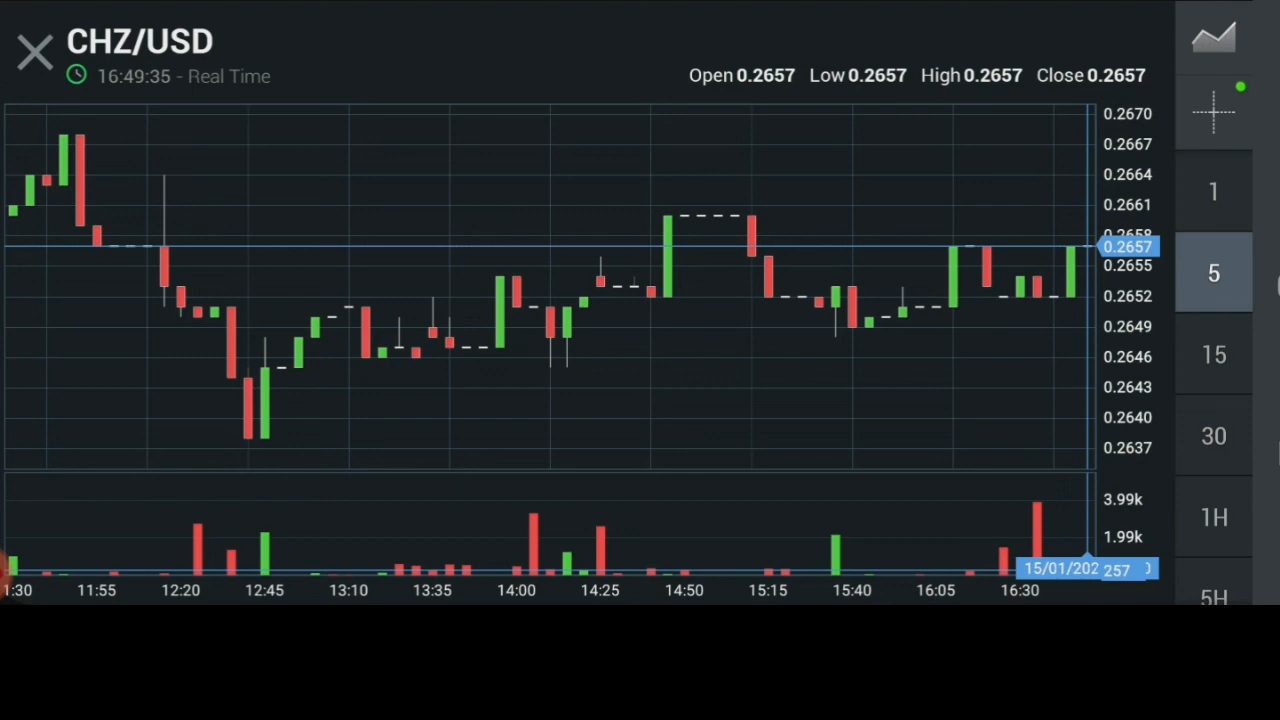 CHZ/USD
16:49:35 - Real Time
Open 0.2657 Low 0.2657 High 0.2657 Close 0.2657
0.2670
0.2667
0.2664
0.2661
0.2658
0.2657
0.2655
0.2652
0.2649
0.2646
0.2643
0.2640
0.2637
3.99k
1.99k
15/01/202 257
1:30 11:55 12:20 12:45 13:10 13:35 14:00 14:25 14:50 15:15 15:40 16:05 16:30
1
5
15
30
1H
5H